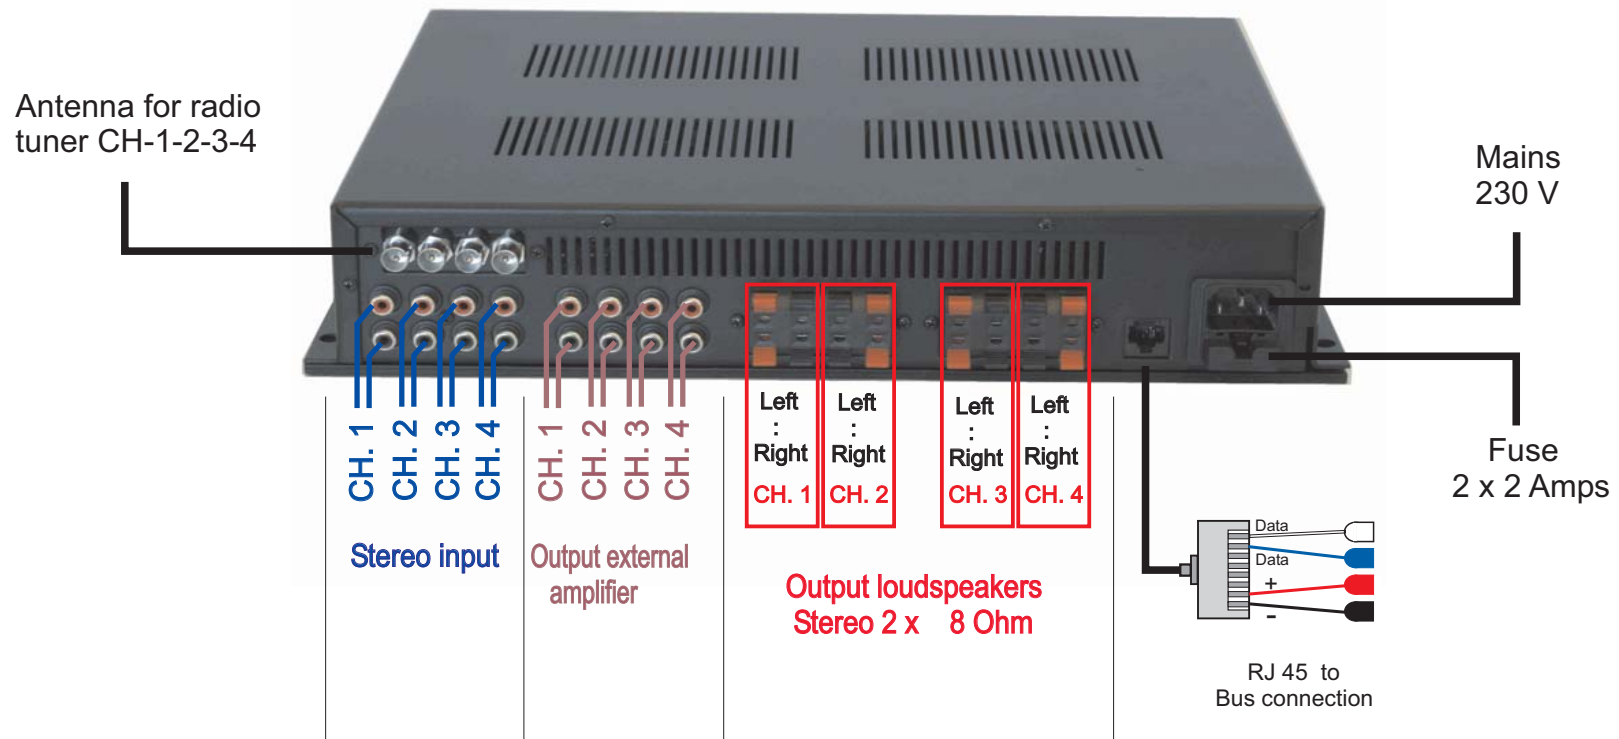 Antenna for radio
tuner CH-1-2-3-4
Mains
230 V
Fuse
2 x 2 Amps
CH. 1
CH. 2
CH. 3
CH. 4
Stereo input
CH. 1
CH. 2
CH. 3
CH. 4
Output external
amplifier
Left
:
Right
CH. 1
Left
:
Right
CH. 2
Left
:
Right
CH. 3
Left
:
Right
CH. 4
Output loudspeakers
Stereo 2 x 8 Ohm
Data
Data
+
-
RJ 45 to
Bus connection